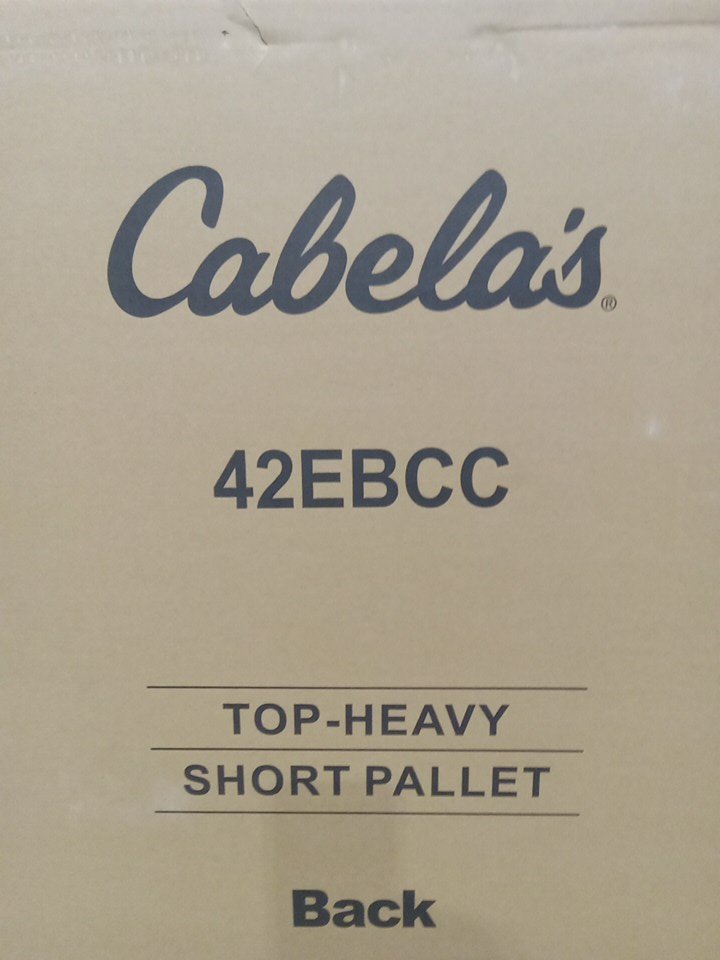 Cabela's®
42EBCC
TOP-HEAVY
SHORT PALLET
Back